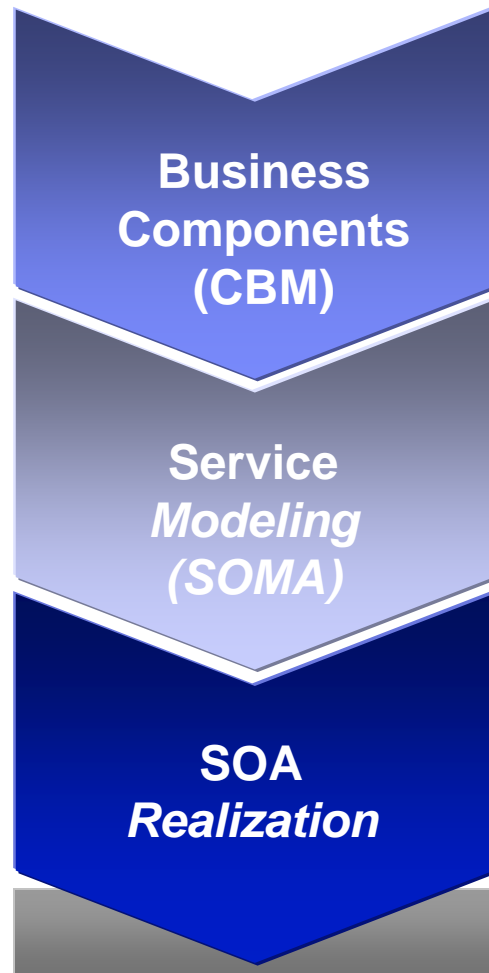 Business
Components
(CBM)
Service
Modeling
(SOMA)
SOA
Realization